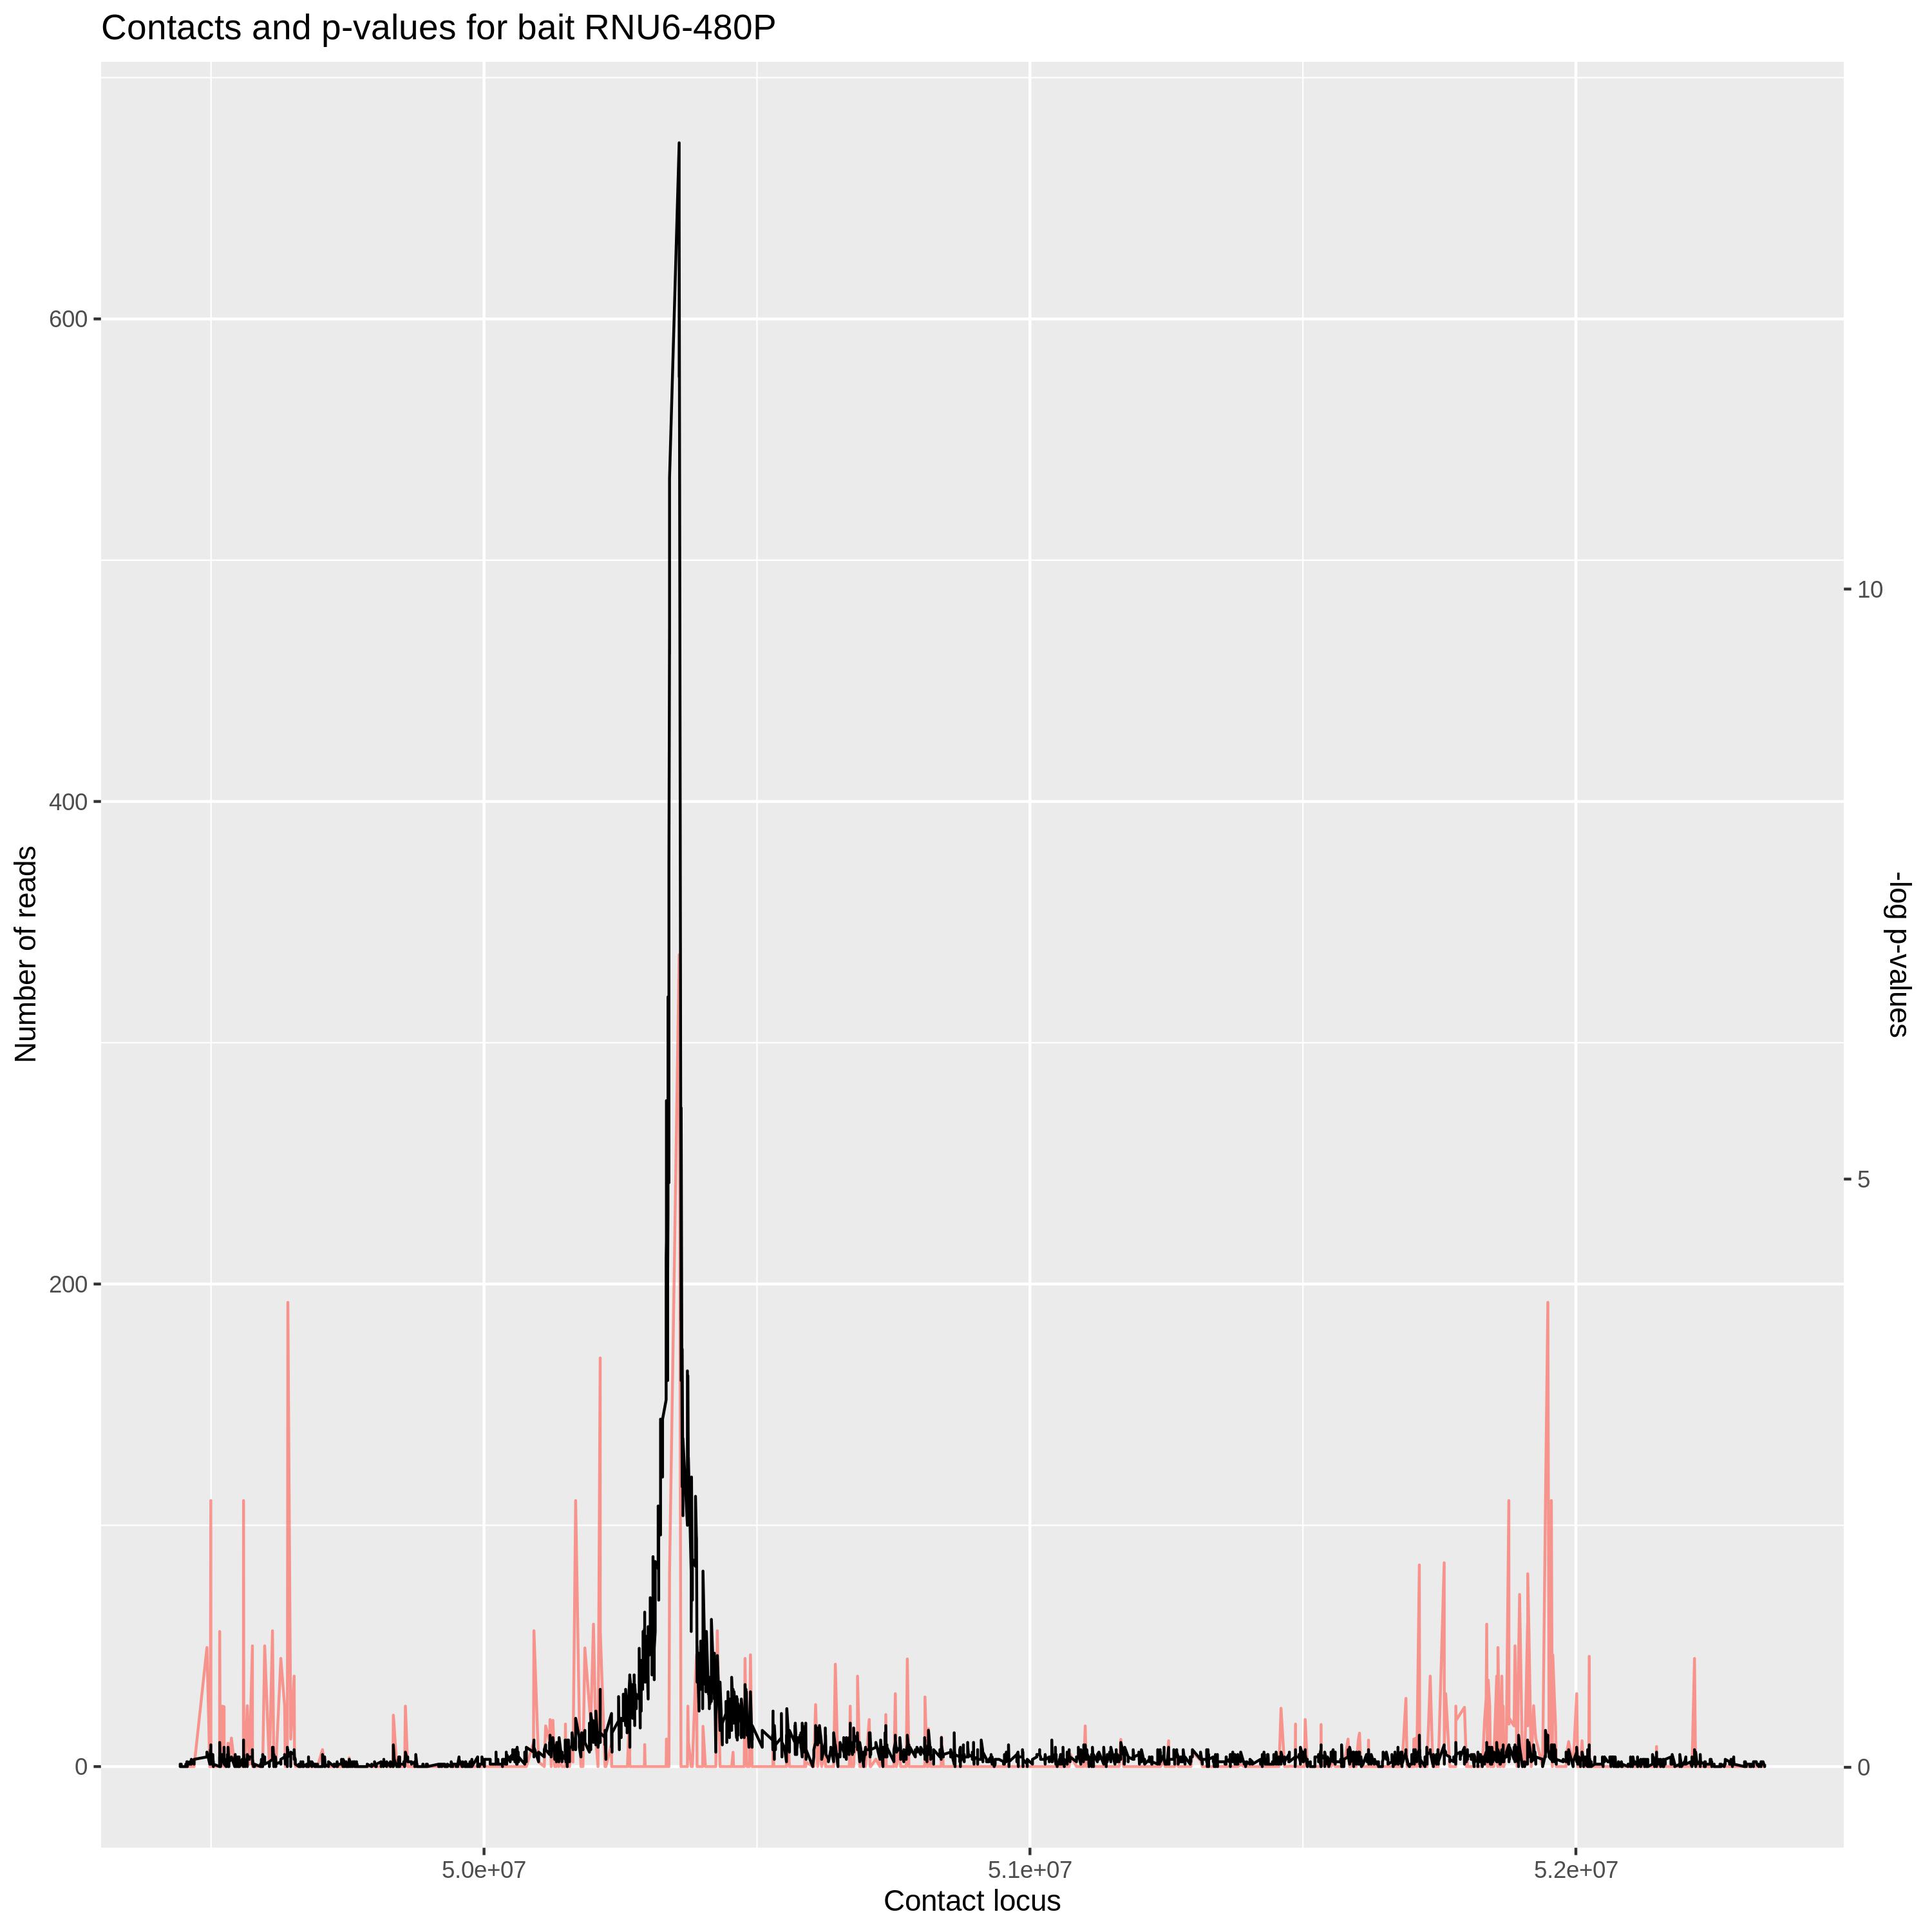 Contacts and p-values for bait RNU6-480P
600
400
200
0
10
5
0
Number of reads
-log p-values
5.0e+07
5.1e+07
5.2e+07
Contact locus